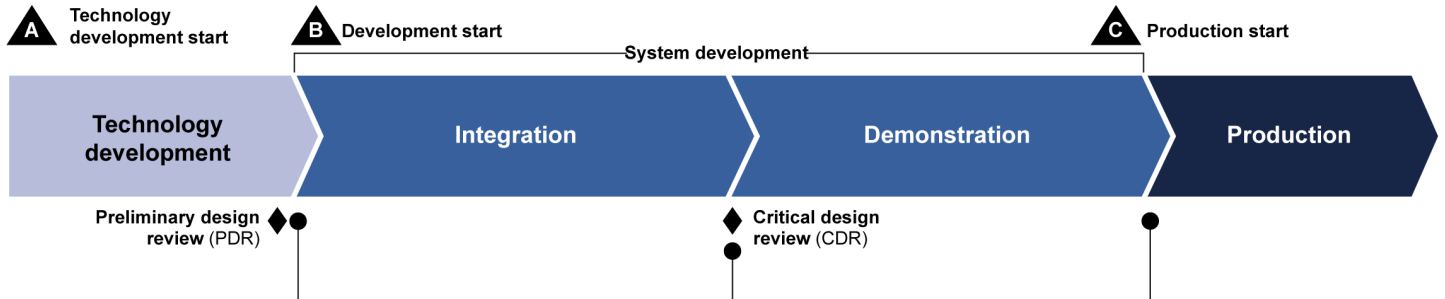 A
Technology
development start
B
Development start
C
Production start
System development
Technology
development
Integration
Demonstration
Production
Preliminary design
review (PDR)
Critical design
review (CDR)